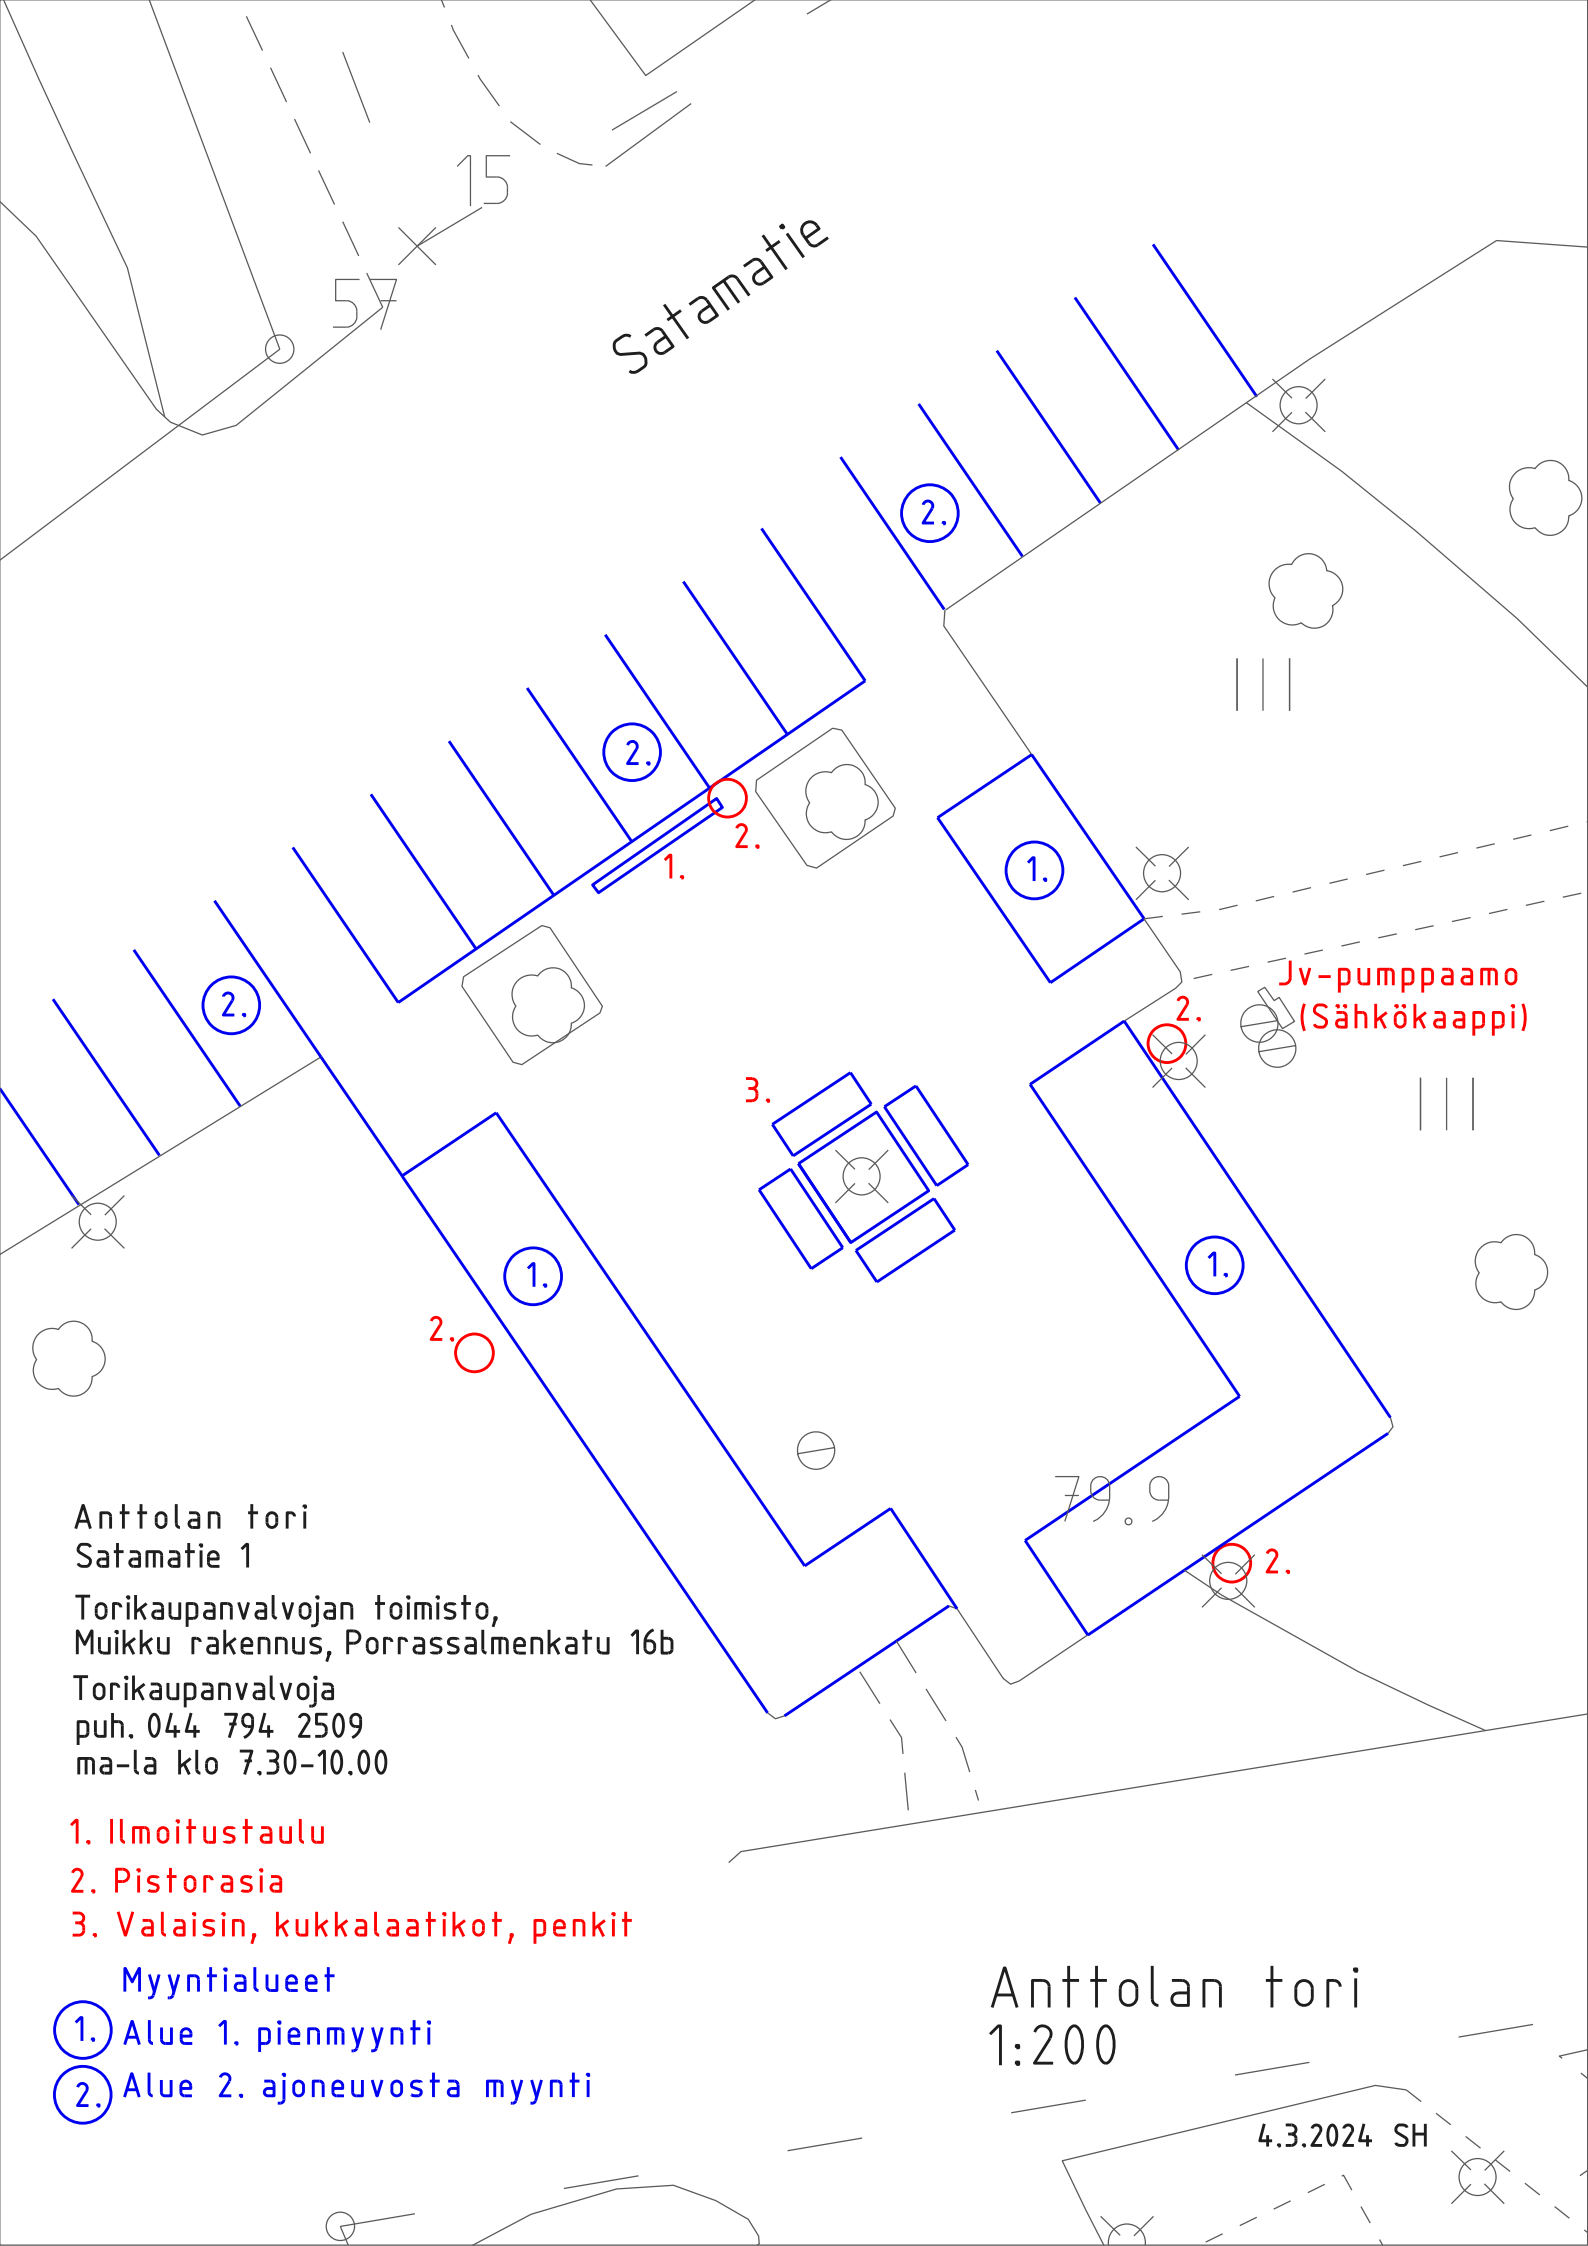 15
57
Satamatie
2.
2.
2.
1.
1.
2.
Jv-pumppaamo
2.
(Sähkökaappi)
3.
1.
1.
2.
79.9
2.
Anttolan tori
Satamatie 1
Torikaupanvalvojan toimisto,
Muikku rakennus, Porrassalmenkatu 16b
Torikaupanvalvoja
puh. 044 794 2509
ma-la klo 7.30-10.00
1. Ilmoitustaulu
2. Pistorasia
3. Valaisin, kukkalaatikot, penkit
Myyntialueet
1. Alue 1. pienmyynti
2. Alue 2. ajoneuvosta myynti
Anttolan tori
1:200
4.3.2024 SH